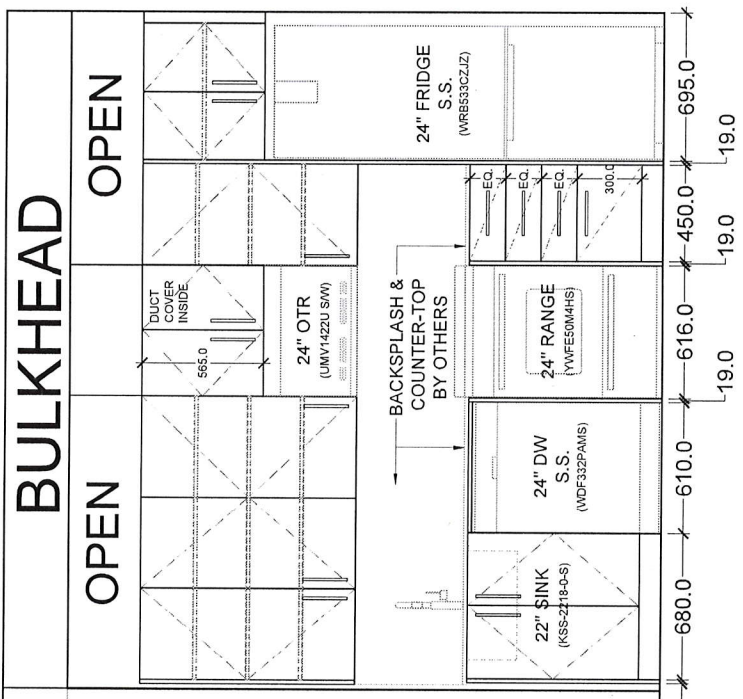 BULKHEAD
OPEN
OPEN
DUCT
COVER
INSIDE
565.0
24" OTR
(UMV1422U S/W)
24" FRIDGE
S.S.
(WRB533CZJZ)
BACKSPLASH &
COUNTER-TOP
BY OTHERS
EQ.
EQ.
EQ.
300.0
22" SINK
(KSS-2218-0-S)
24" DW
S.S.
(WDF332PAMS)
24" RANGE
(YWFE50M4HS)
680.0
610.0
19.0
616.0
19.0
450.0
19.0
695.0